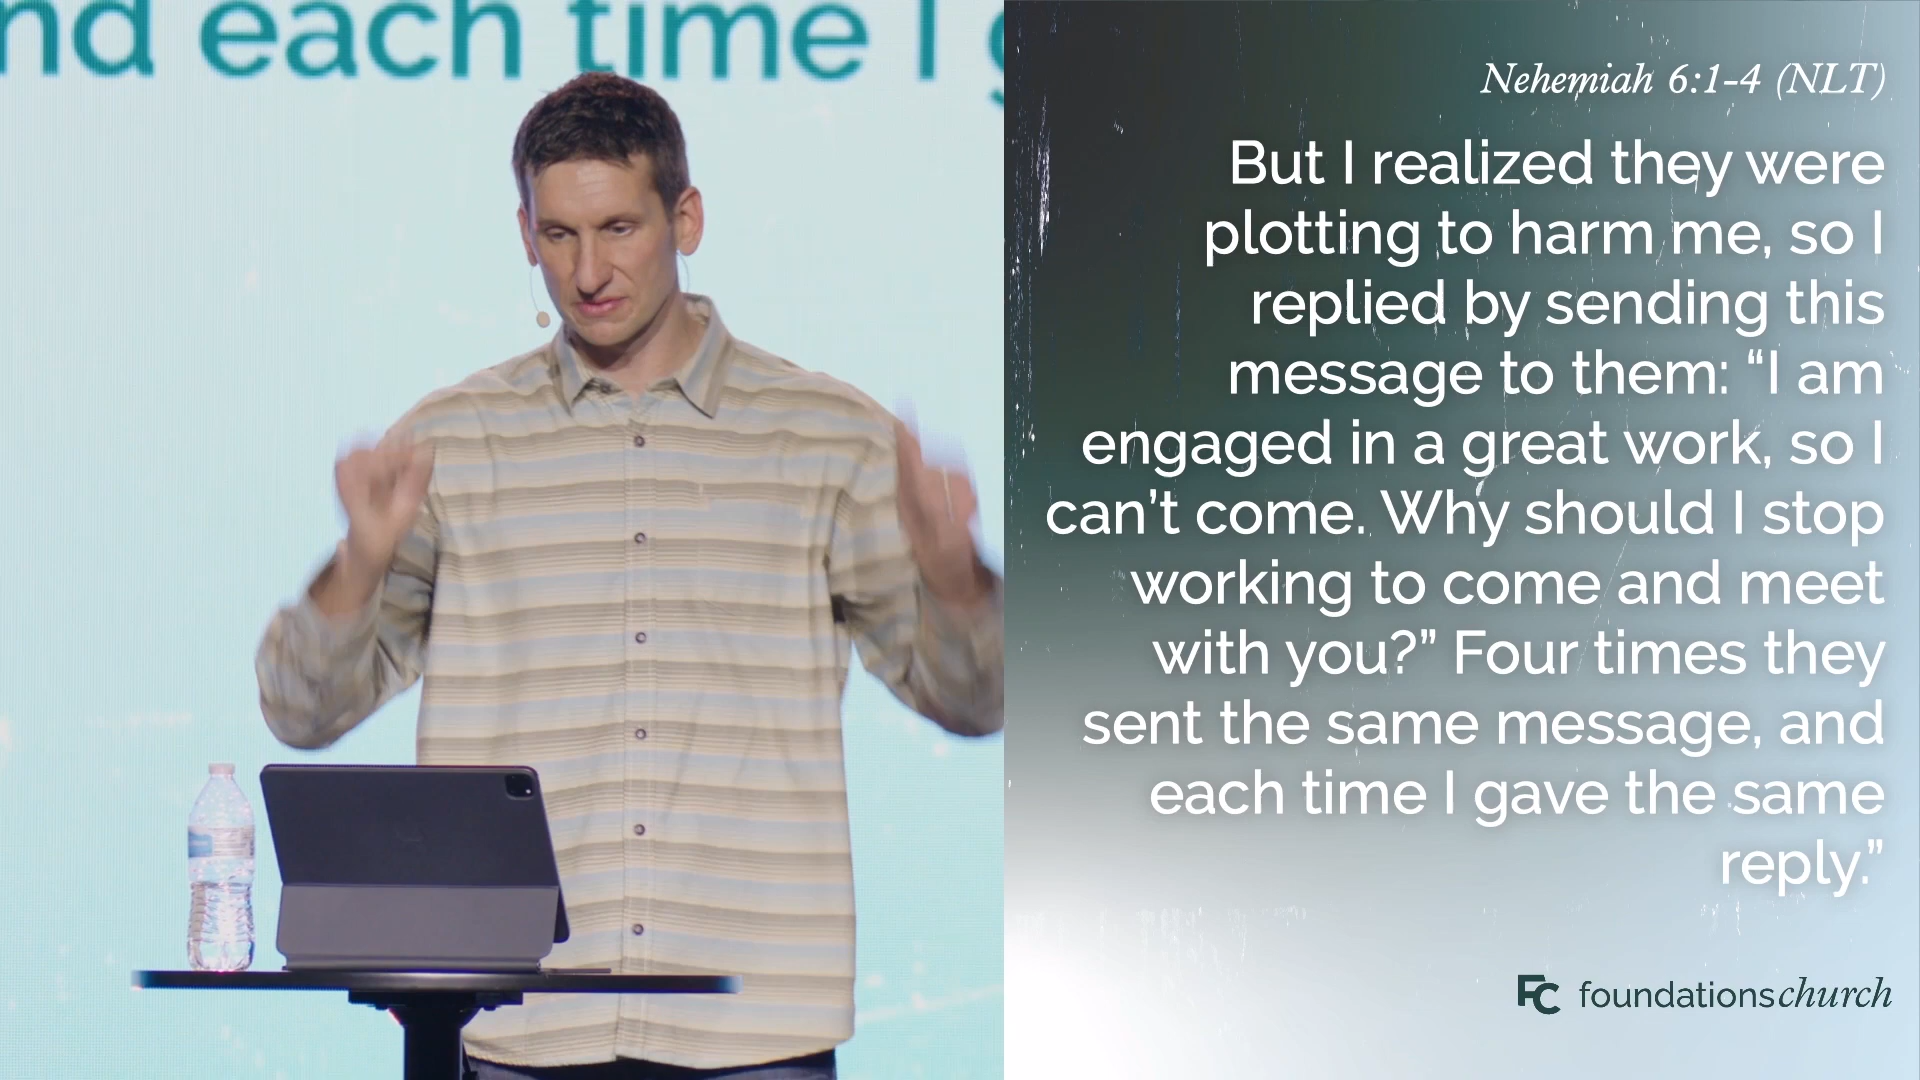 nd each time I g
Nehemiah 6:1-4 (NLT)
But I realized they were
plotting to harm me, so I
replied by sending this
message to them: “I am
engaged in a great work, so I
can’t come. Why should I stop
working to come and meet
with you?” Four times they
sent the same message, and
each time I gave the same
reply.”
FC foundationschurch